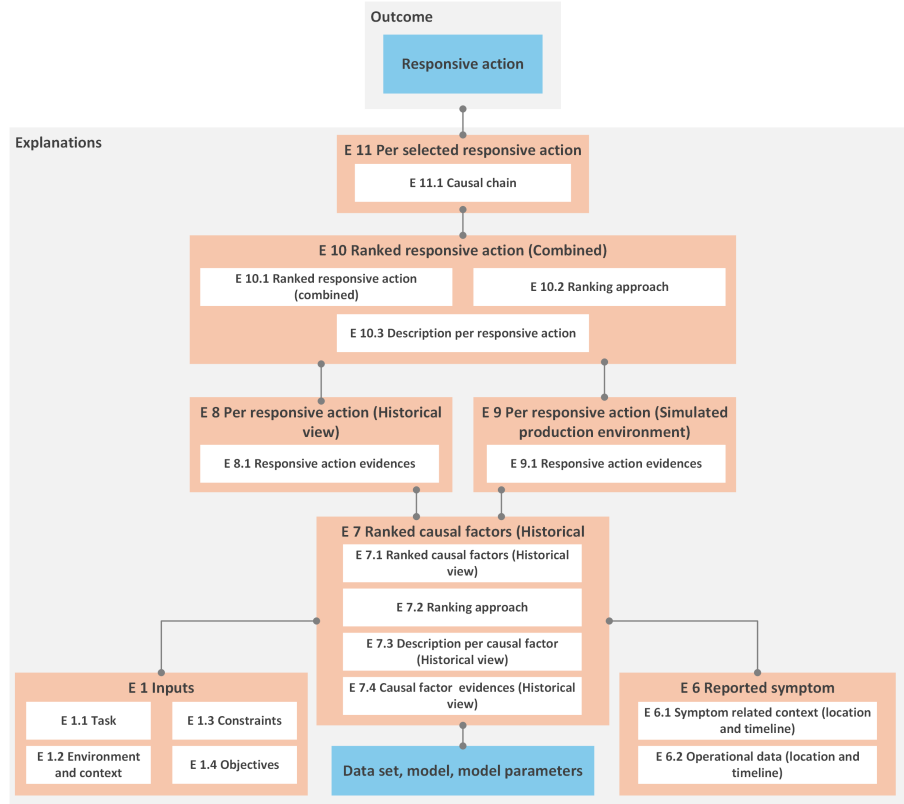 Outcome
Responsive action
Explanations
E 11 Per selected responsive action
E 11.1 Causal chain
E 10 Ranked responsive action (Combined)
E 10.1 Ranked responsive action
(combined)
E 10.2 Ranking approach
E 10.3 Description per responsive action
E 8 Per responsive action (Historical
view)
E 8.1 Responsive action evidences
E 9 Per responsive action (Simulated
production environment)
E 9.1 Responsive action evidences
E 7 Ranked causal factors (Historical
E 7.1 Ranked causal factors (Historical
view)
E 7.2 Ranking approach
E 7.3 Description per causal factor
(Historical view)
E 7.4 Causal factor evidences (Historical
view)
E 1 Inputs
E 1.1 Task
E 1.3 Constraints
E 1.2 Environment
and context
E 1.4 Objectives
E 6 Reported symptom
E 6.1 Symptom related context (location
and timeline)
E 6.2 Operational data (location and
timeline)
Data set, model, model parameters